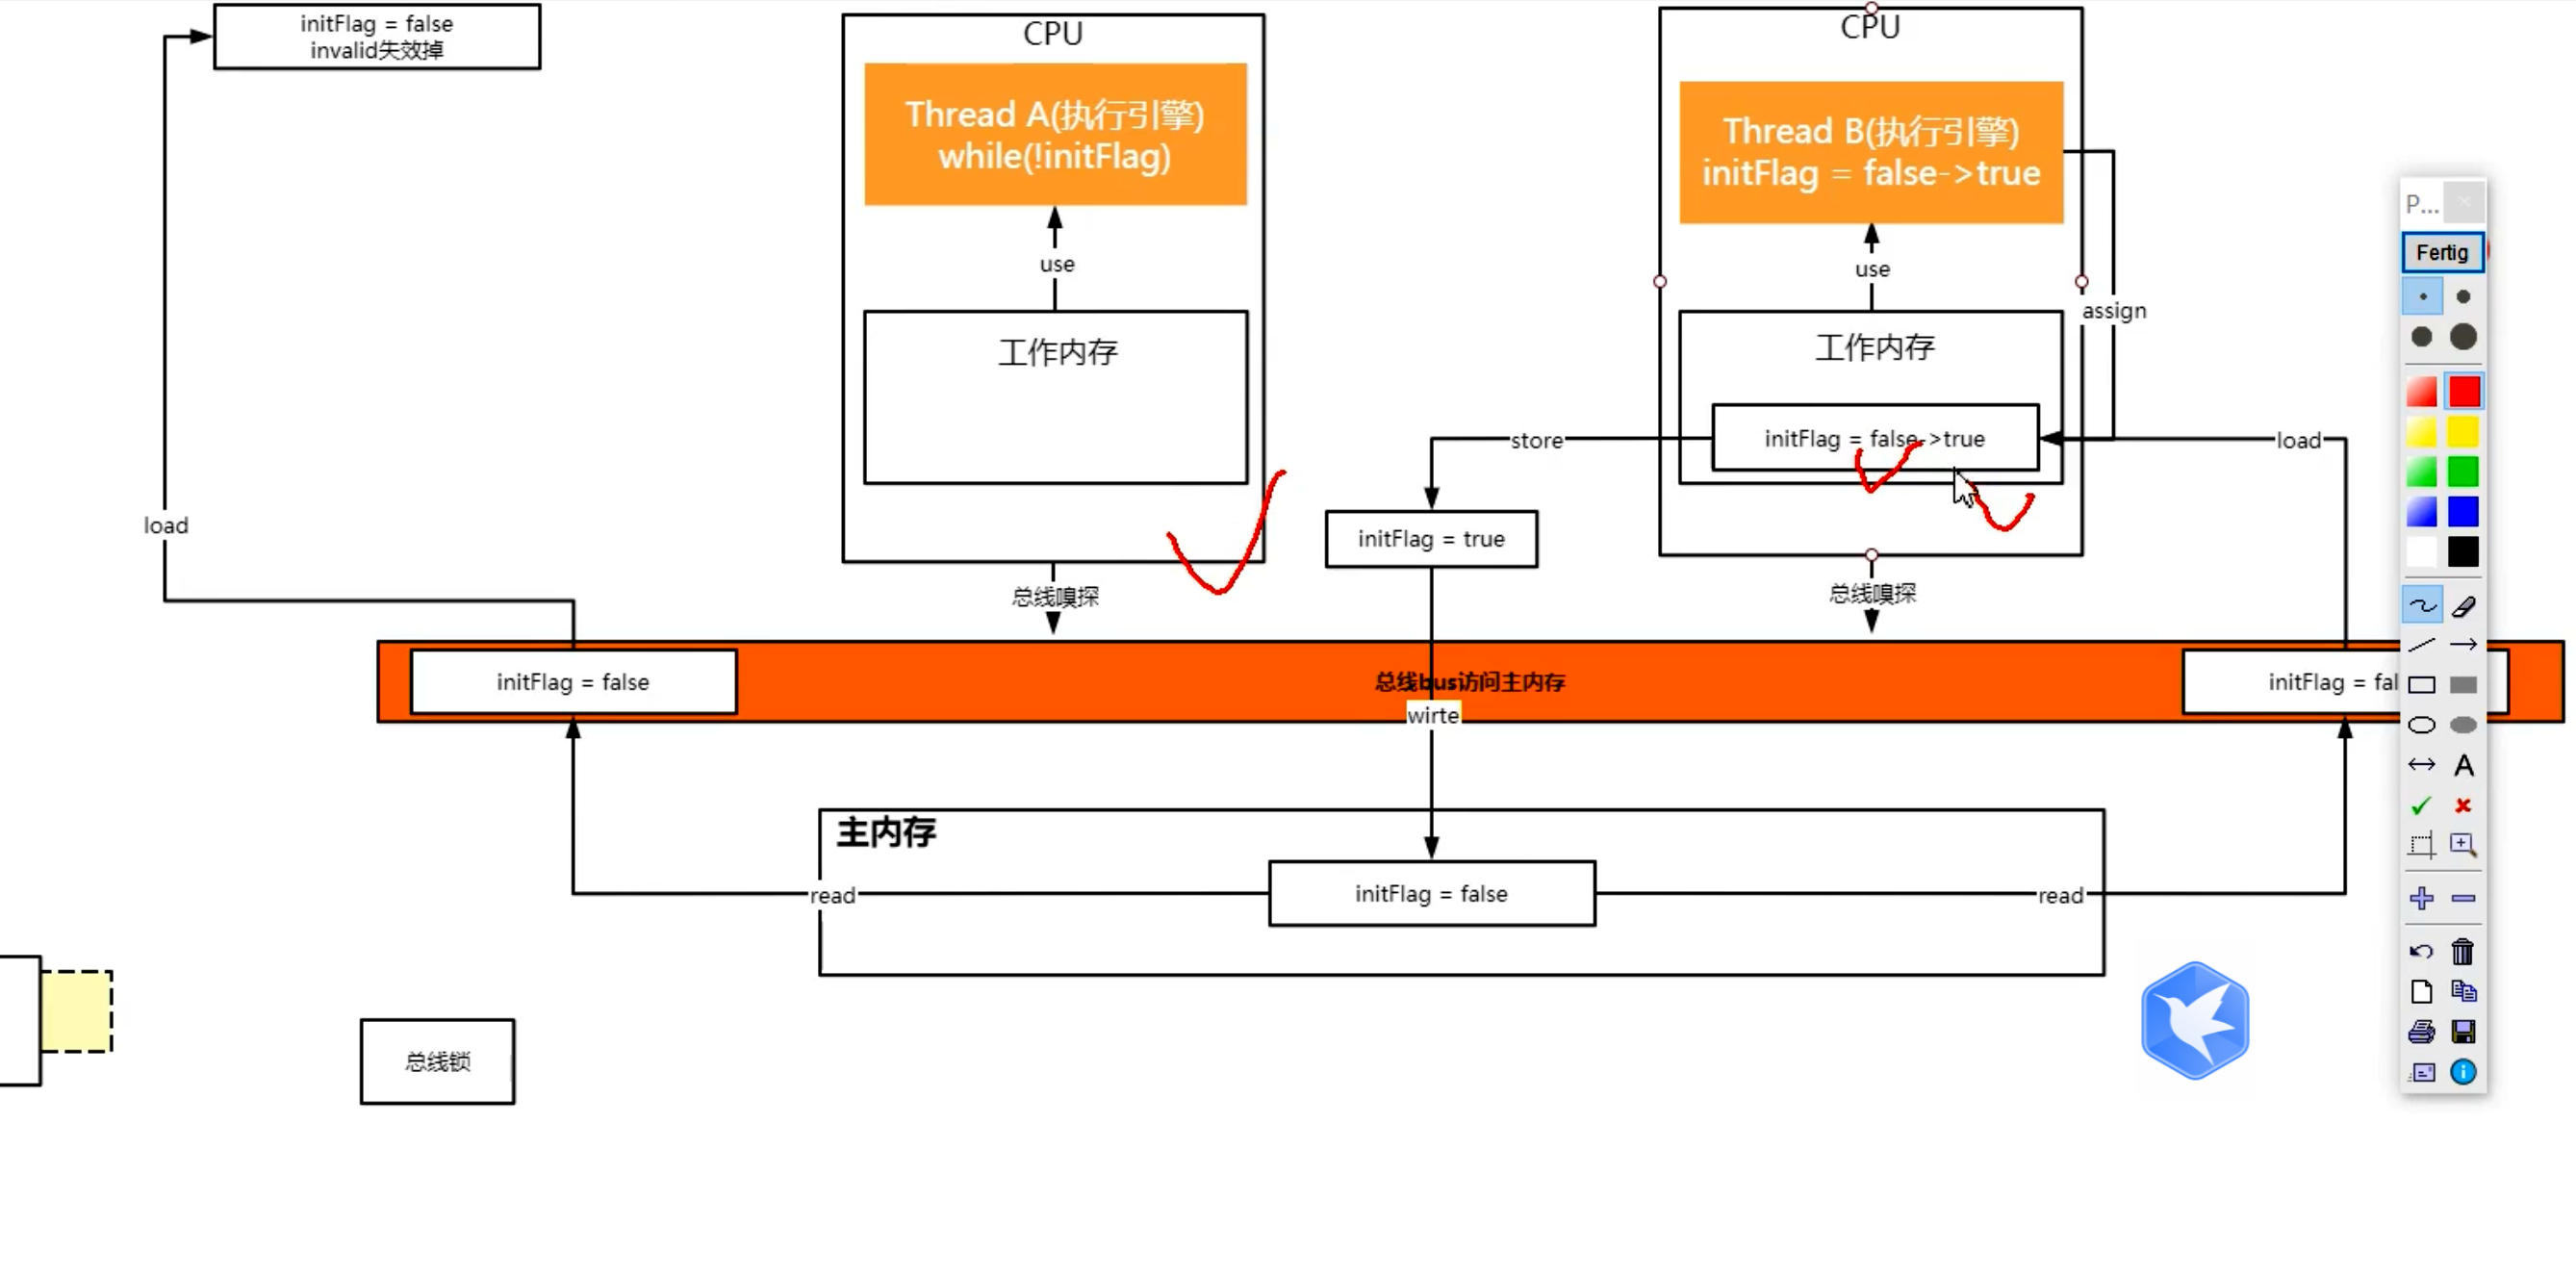 initFlag = false
invalid失效掉
CPU
Thread A(执行引擎)
while(!initFlag)
use
工作内存
总线嗅探
CPU
Thread B(执行引擎)
initFlag = false->true
use
assign
工作内存
initFlag = false->true
store
load
initFlag = true
总线嗅探
load
initFlag = false
总线bus访问主内存
wirte
initFlag = fal
主内存
read
initFlag = false
read
总线锁
P...
Fertig
A